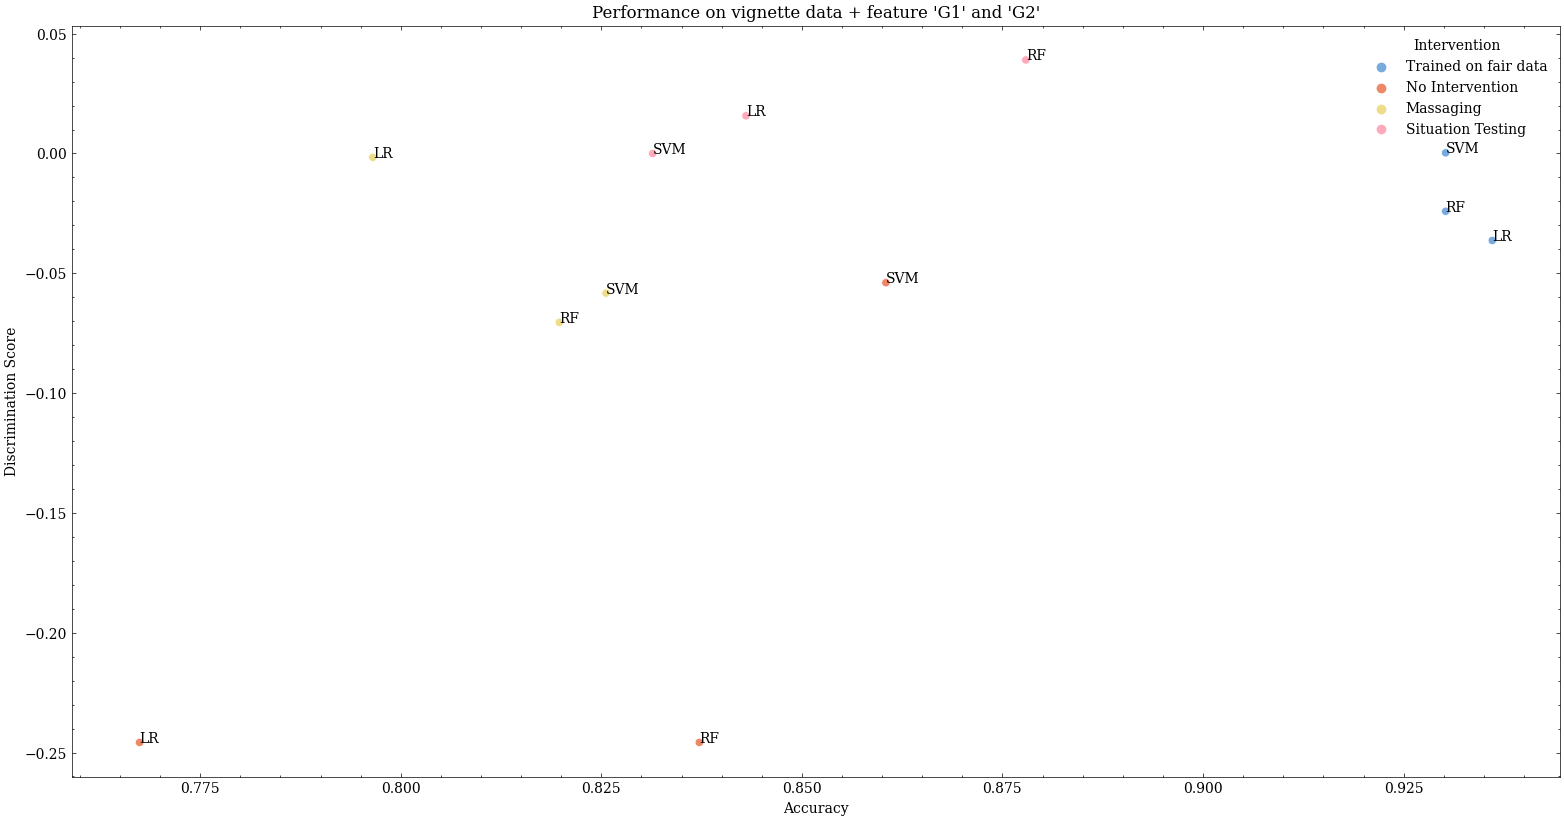 Performance on vignette data + feature 'G1' and 'G2'
Discrimination Score
0.05
0.00
−0.05
−0.10
−0.15
−0.20
−0.25
Intervention
Trained on fair data
No Intervention
Massaging
Situation Testing
RF
LR
SVM
LR
SVM
RF
LR
SVM
SVM
RF
LR
RF
0.775
0.800
0.825
0.850
0.875
0.900
0.925
Accuracy